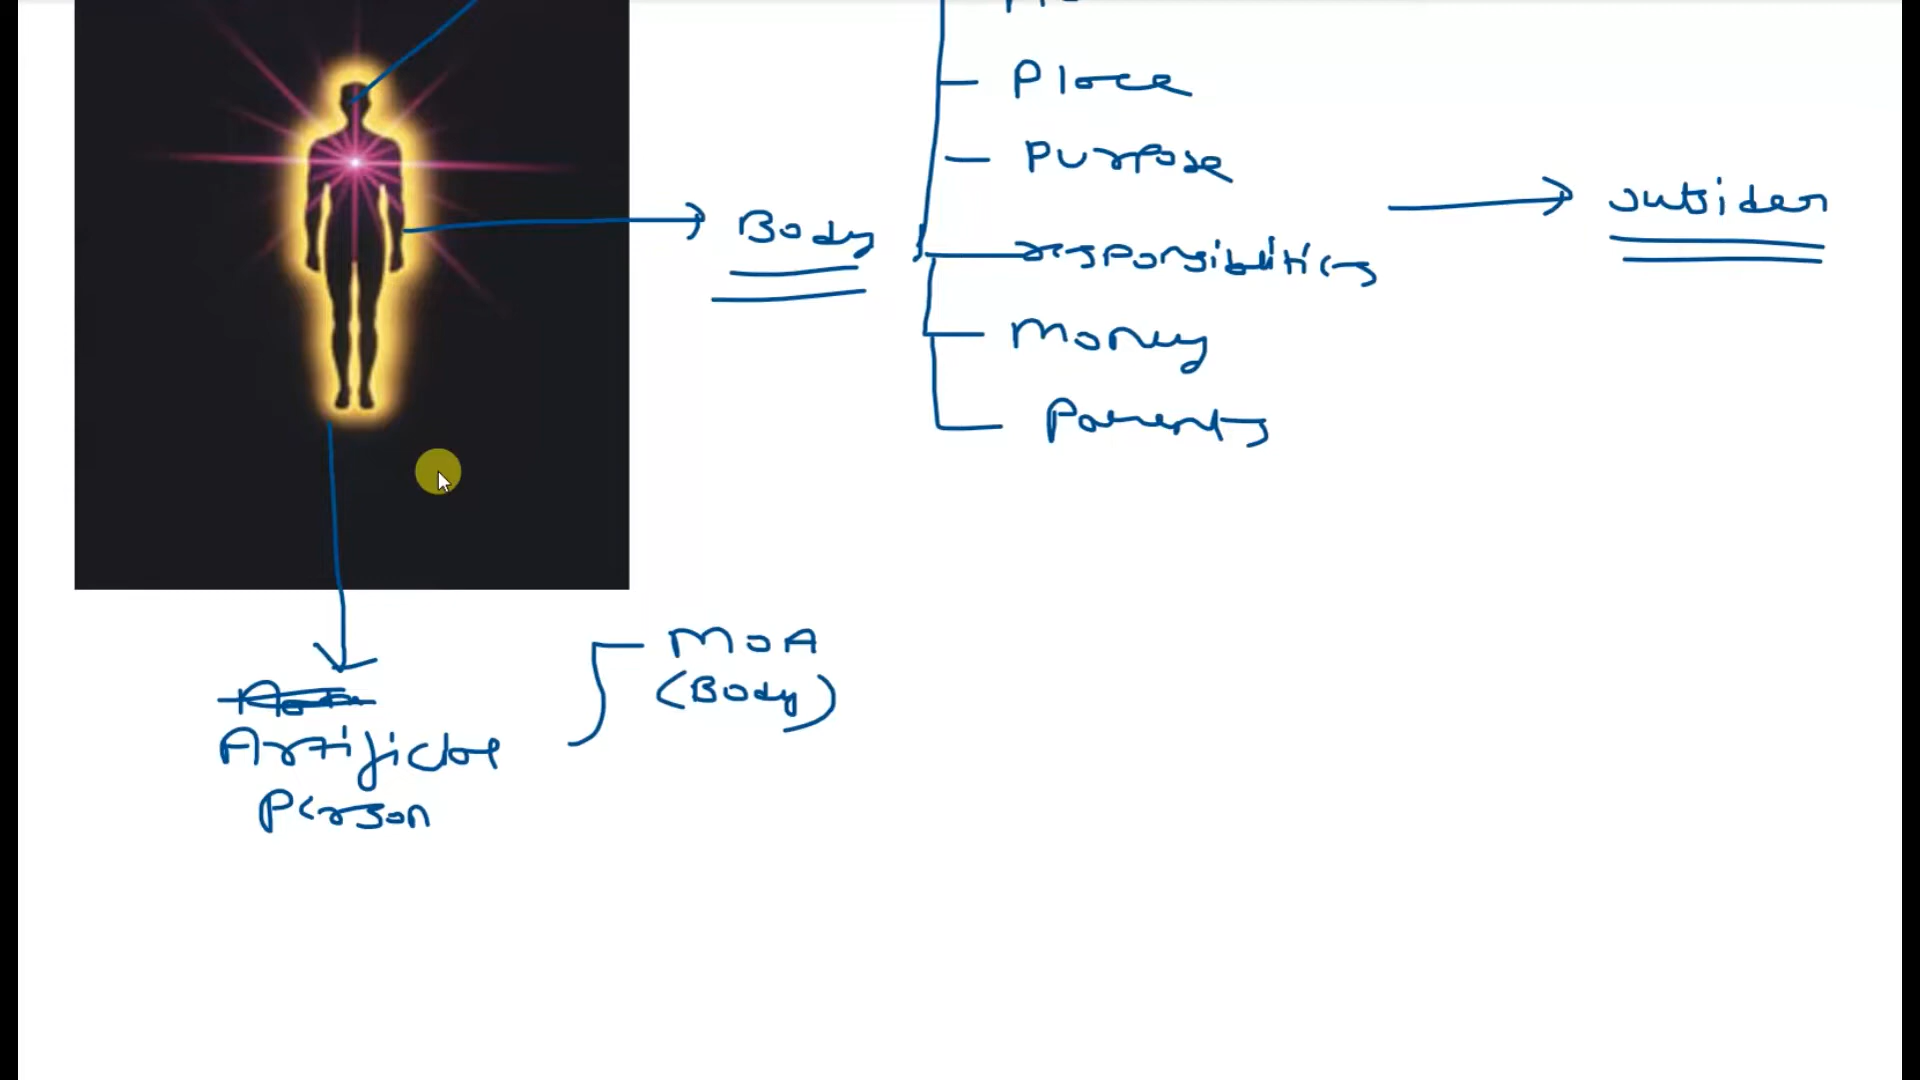 Place
Purpose
Body
outsider
responsibilities
Money
Parents
MOA
(Body)
Artificial
Person